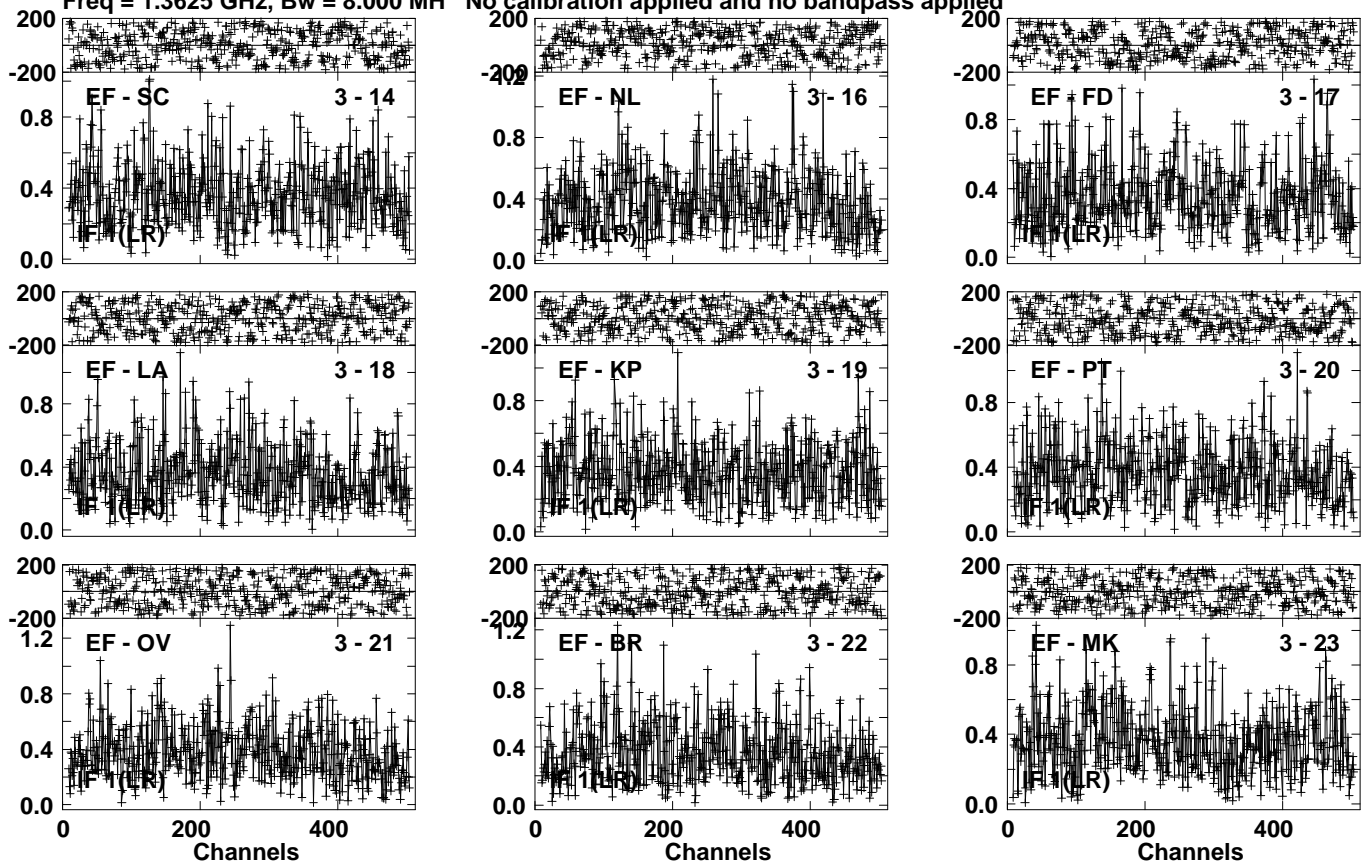 Freq = 1.3625 GHz, Bw = 8.000 MH No calibration applied and no bandpass applied
200 200 200
-200 -200 -200
1.2
EF - SC 3 - 14 EF - NL 3 - 16 EF - FD 3 - 17
0.8 0.8 0.8
0.4 0.4 0.4
IF 1(LR) IF 1(LR) IF 1(LR)
0.0 0.0 0.0
200 200 200
-200 -200 -200
EF - LA 3 - 18 EF - KP 3 - 19 EF - PT 3 - 20
0.8 0.8 0.8
0.4 0.4 0.4
IF 1(LR) IF 1(LR) IF 1(LR)
0.0 0.0 0.0
200 200 200
-200 -200 -200
1.2 1.2
EF - OV 3 - 21 EF - BR 3 - 22 EF - MK 3 - 23
0.8 0.8 0.8
0.4 0.4 0.4
IF 1(LR) IF 1(LR) IF 1(LR)
0.0 0.0 0.0
0 200 400 0 200 400 0 200 400
Channels Channels Channels